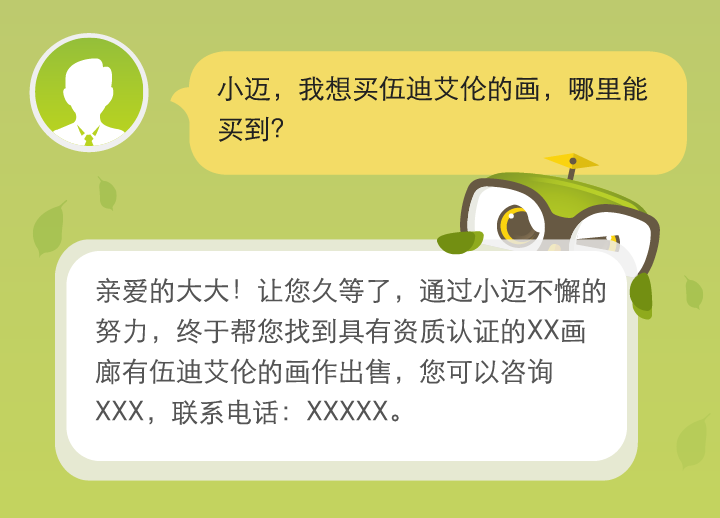 小迈，我想买伍迪艾伦的画，哪里能
买到？
亲爱的大大！让您久等了，通过小迈不懈的
努力，终于帮您找到具有资质认证的XX画
廊有伍迪艾伦的画作出售，您可以咨询
XXX，联系电话：XXXXX。